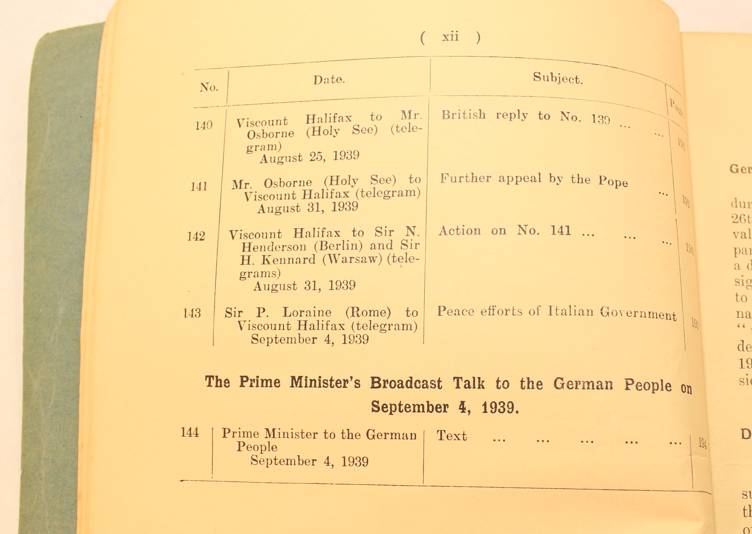 ( xii )
No. Date. Subject. Page
140 Viscount Halifax to Mr. British reply to No. 139 ... ...
Osborne (Holy See) (tele-
gram)
August 25, 1939
141 Mr. Osborne (Holy See) to Further appeal by the Pope ...
Viscount Halifax (telegram)
August 31, 1939
142 Viscount Halifax to Sir N. Action on No. 141 ... ... ...
Henderson (Berlin) and Sir
H. Kennard (Warsaw) (tele-
grams)
August 31, 1939
143 Sir P. Loraine (Rome) to Peace efforts of Italian Government
Viscount Halifax (telegram)
September 4, 1939
The Prime Minister's Broadcast Talk to the German People on
September 4, 1939.
144 Prime Minister to the German Text ... ... ... ... ...
People
September 4, 1939